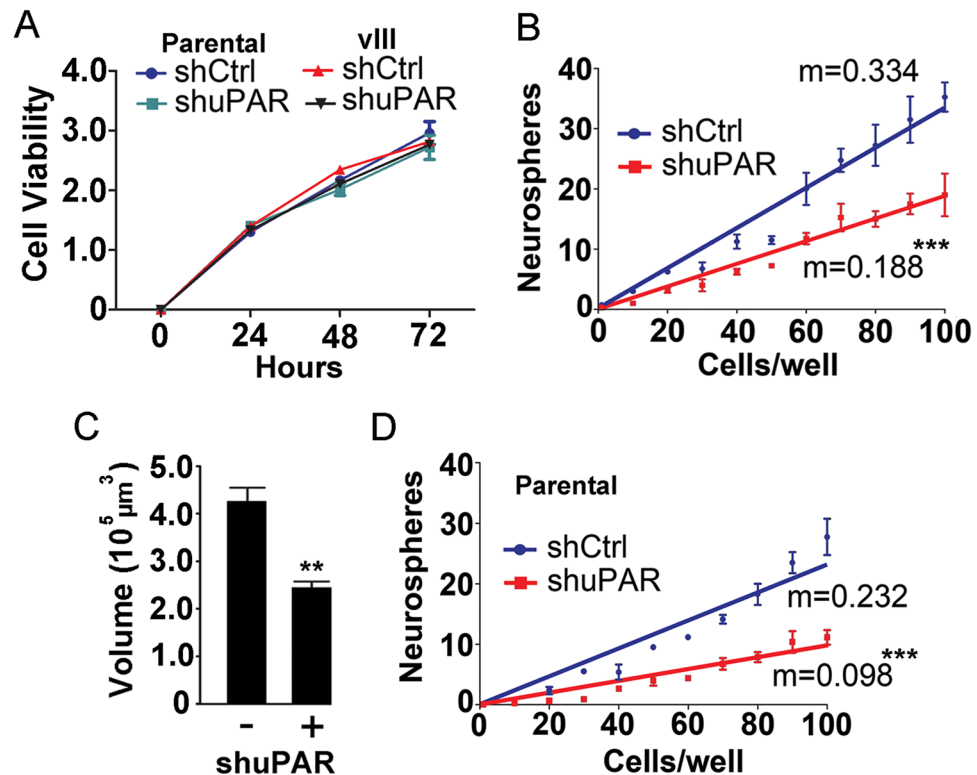 A
Parental vIII
shCtrl shCtrl
shuPAR shuPAR
Cell Viability
4.0
3.0
2.0
1.0
0
0 24 48 72
Hours
B
Neurospheres
40
30
20
10
0
m=0.334
shCtrl
shuPAR
***
m=0.188
0 20 40 60 80 100
Cells/well
C
Volume (10⁵ µm³)
5.0
4.0
3.0
2.0
1.0
0
**
- +
shuPAR
D
Neurospheres
40
30
20
10
0
Parental
shCtrl
shuPAR
m=0.232
***
m=0.098
0 20 40 60 80 100
Cells/well